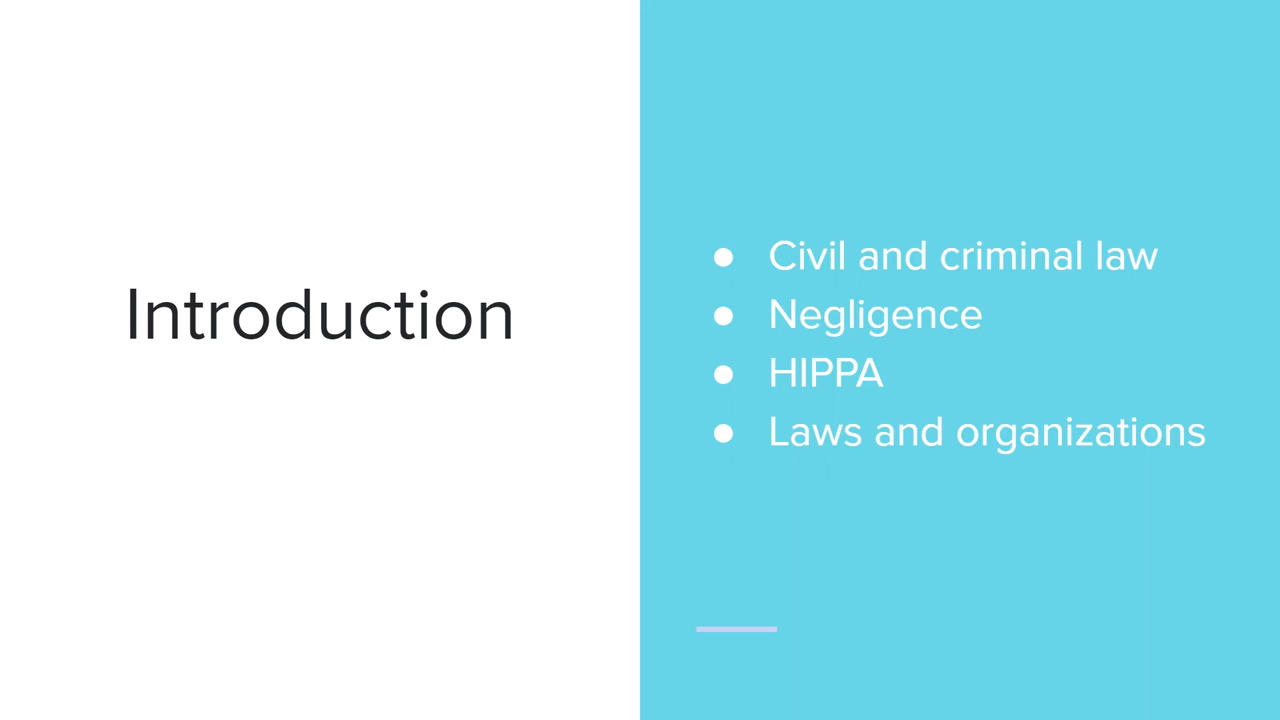 Introduction
● Civil and criminal law
● Negligence
● HIPPA
● Laws and organizations